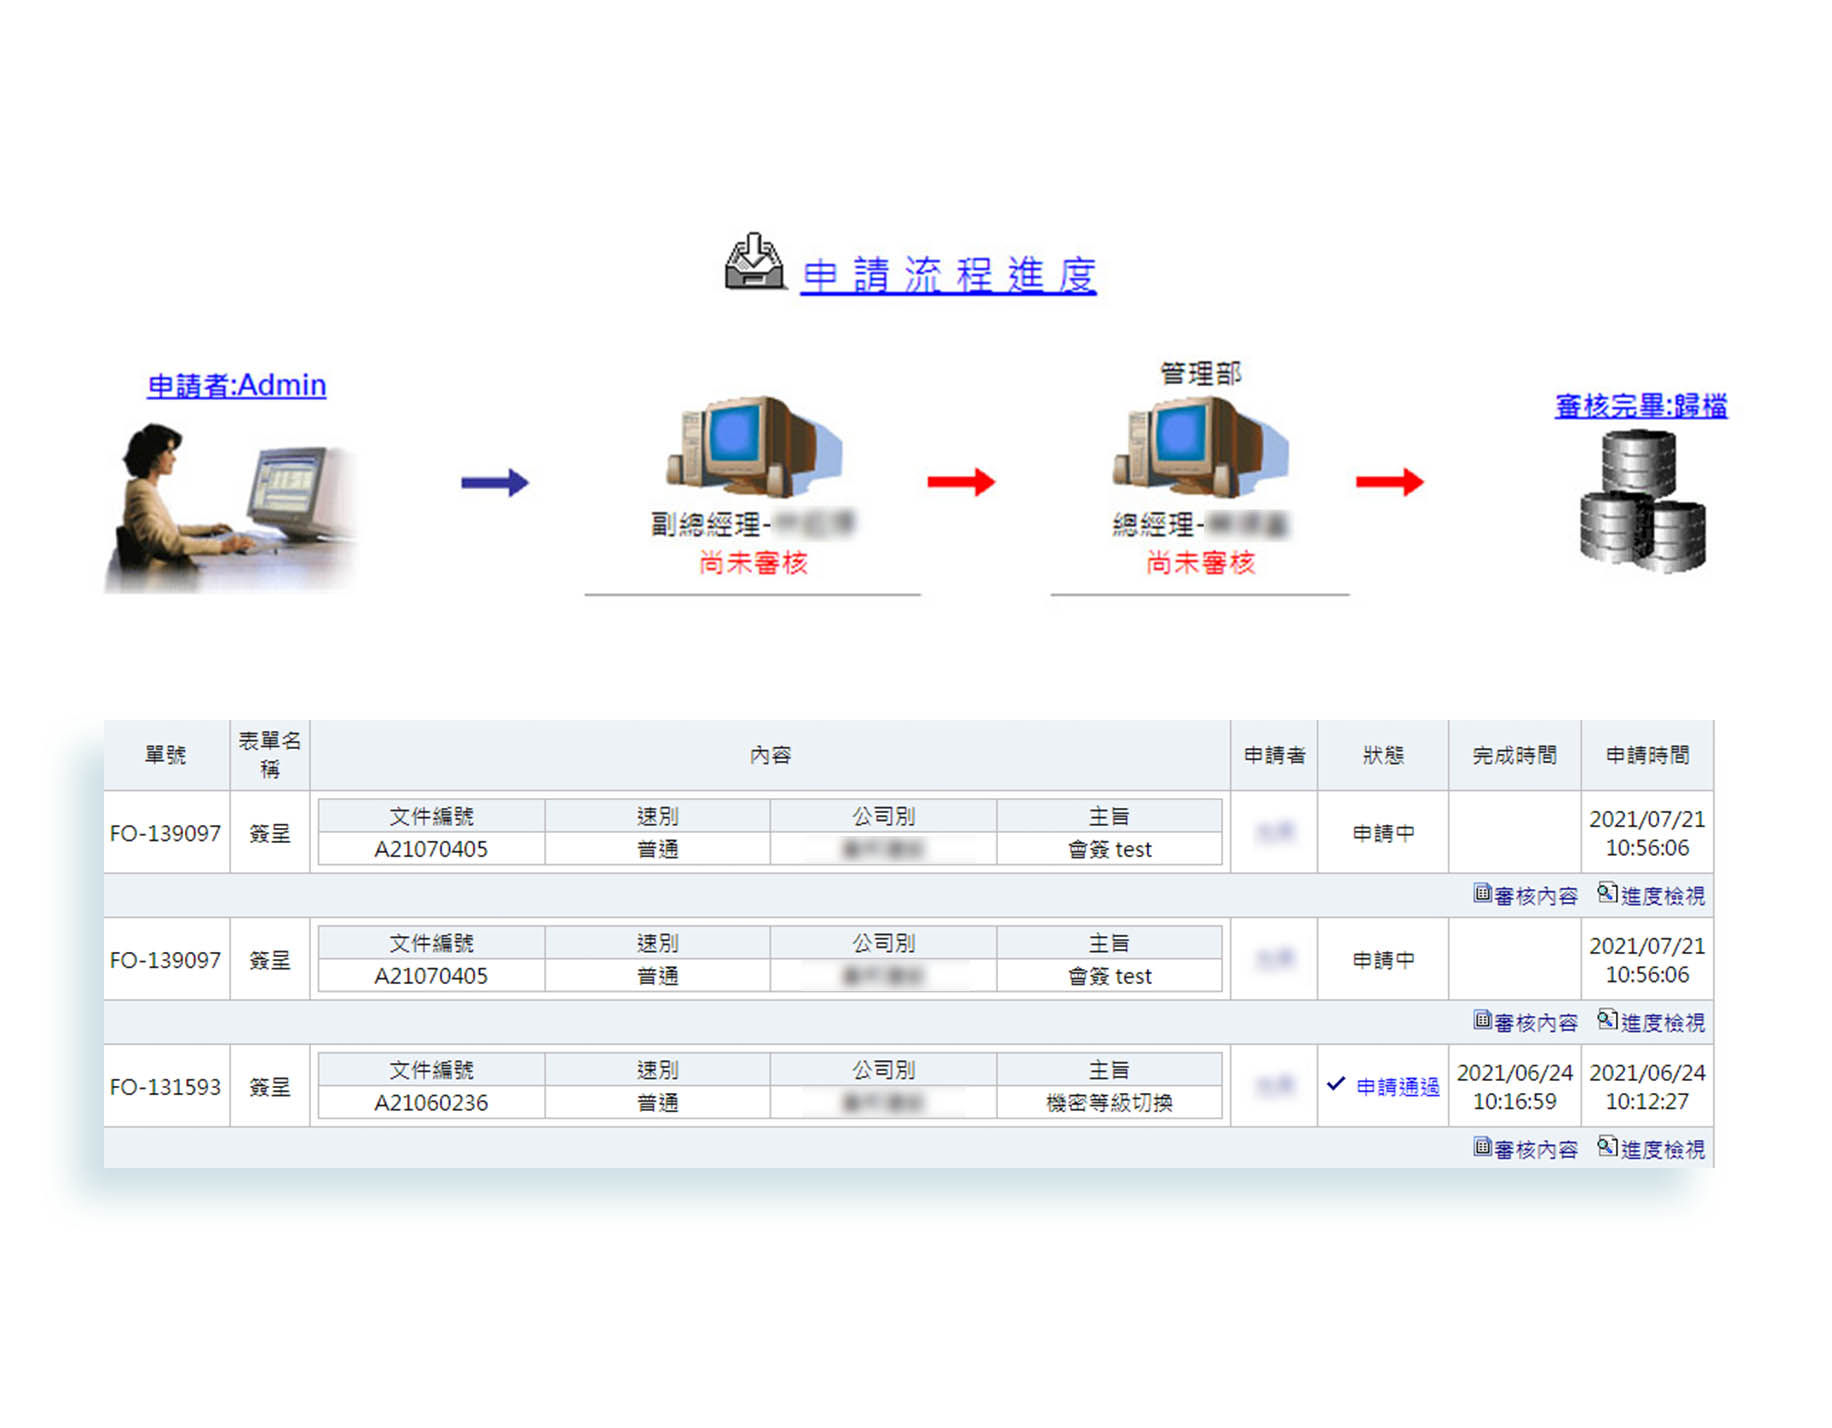 申請流程進度
申請者:Admin
管理部
審核完畢:歸檔
副總經理-
尚未審核
總經理-
尚未審核
單號 表單名稱 內容 申請者 狀態 完成時間 申請時間
文件編號 速別 公司別 主旨
FO-139097 簽呈 A21070405 普通 會簽 test 申請中 2021/07/21 10:56:06
審核內容 進度檢視
文件編號 速別 公司別 主旨
FO-139097 簽呈 A21070405 普通 會簽 test 申請中 2021/07/21 10:56:06
審核內容 進度檢視
文件編號 速別 公司別 主旨
FO-131593 簽呈 A21060236 普通 機密等級切換 申請通過 2021/06/24 10:16:59 2021/06/24 10:12:27
審核內容 進度檢視